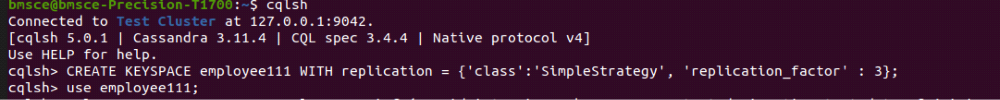 bmsce@bmsce-Precision-T1700:~$ cqlsh
Connected to Test Cluster at 127.0.0.1:9042.
[cqlsh 5.0.1 | Cassandra 3.11.4 | CQL spec 3.4.4 | Native protocol v4]
Use HELP for help.
cqlsh> CREATE KEYSPACE employee111 WITH replication = {'class':'SimpleStrategy', 'replication_factor' : 3};
cqlsh> use employee111;